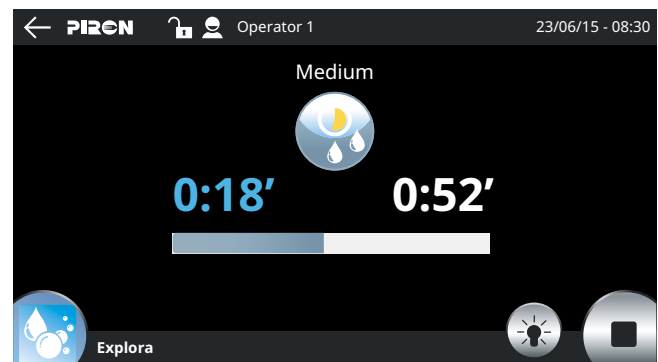 PIRON Operator 1 23/06/15 - 08:30
Medium
0:18’ 0:52’
Explora